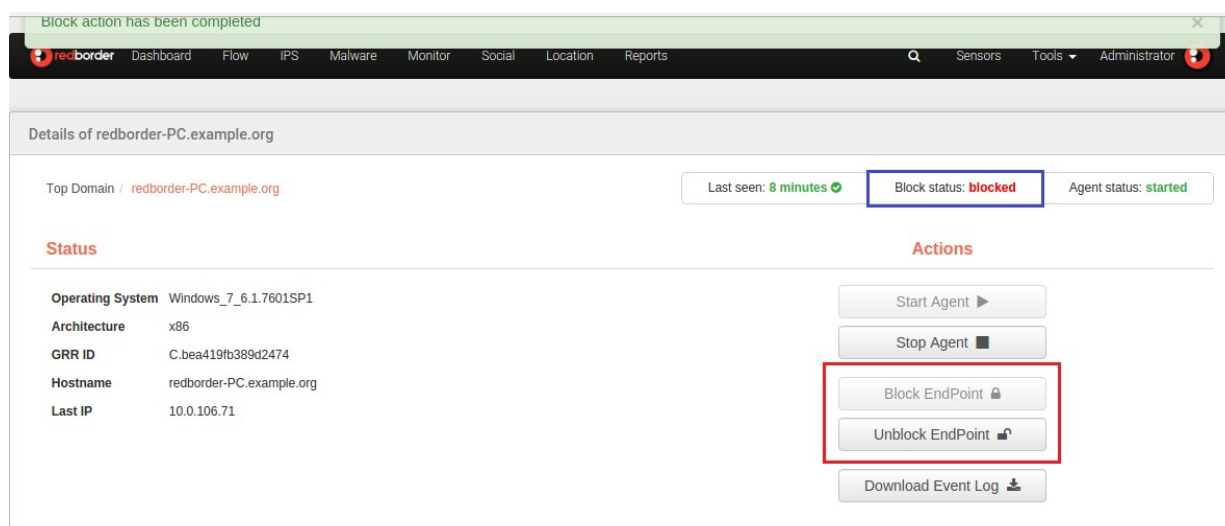 Block action has been completed ×
redborder Dashboard Flow IPS Malware Monitor Social Location Reports Sensors Tools Administrator
Details of redborder-PC.example.org
Top Domain / redborder-PC.example.org Last seen: 8 minutes Block status: blocked Agent status: started
Status Actions
Operating System Windows_7_6.1.7601SP1
Architecture x86
GRR ID C.bea419fb389d2474
Hostname redborder-PC.example.org
Last IP 10.0.106.71
Start Agent
Stop Agent
Block EndPoint
Unblock EndPoint
Download Event Log